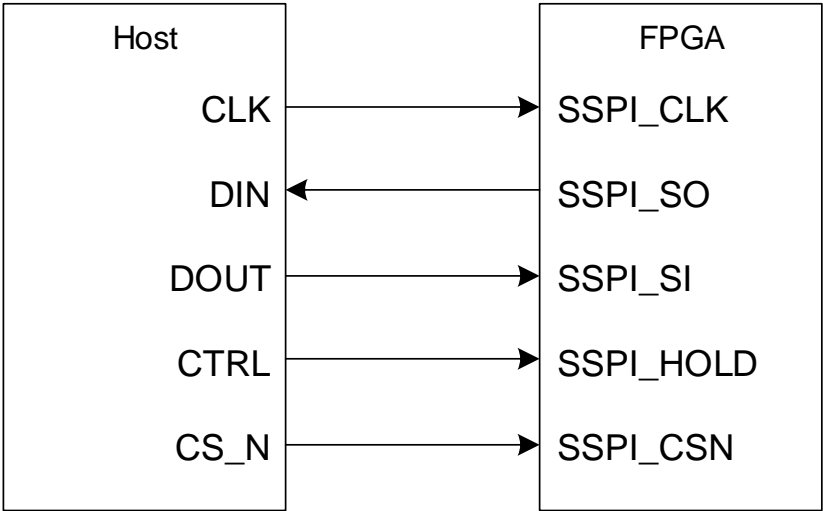 Host FPGA
CLK SSPI_CLK
DIN SSPI_SO
DOUT SSPI_SI
CTRL SSPI_HOLD
CS_N SSPI_CSN